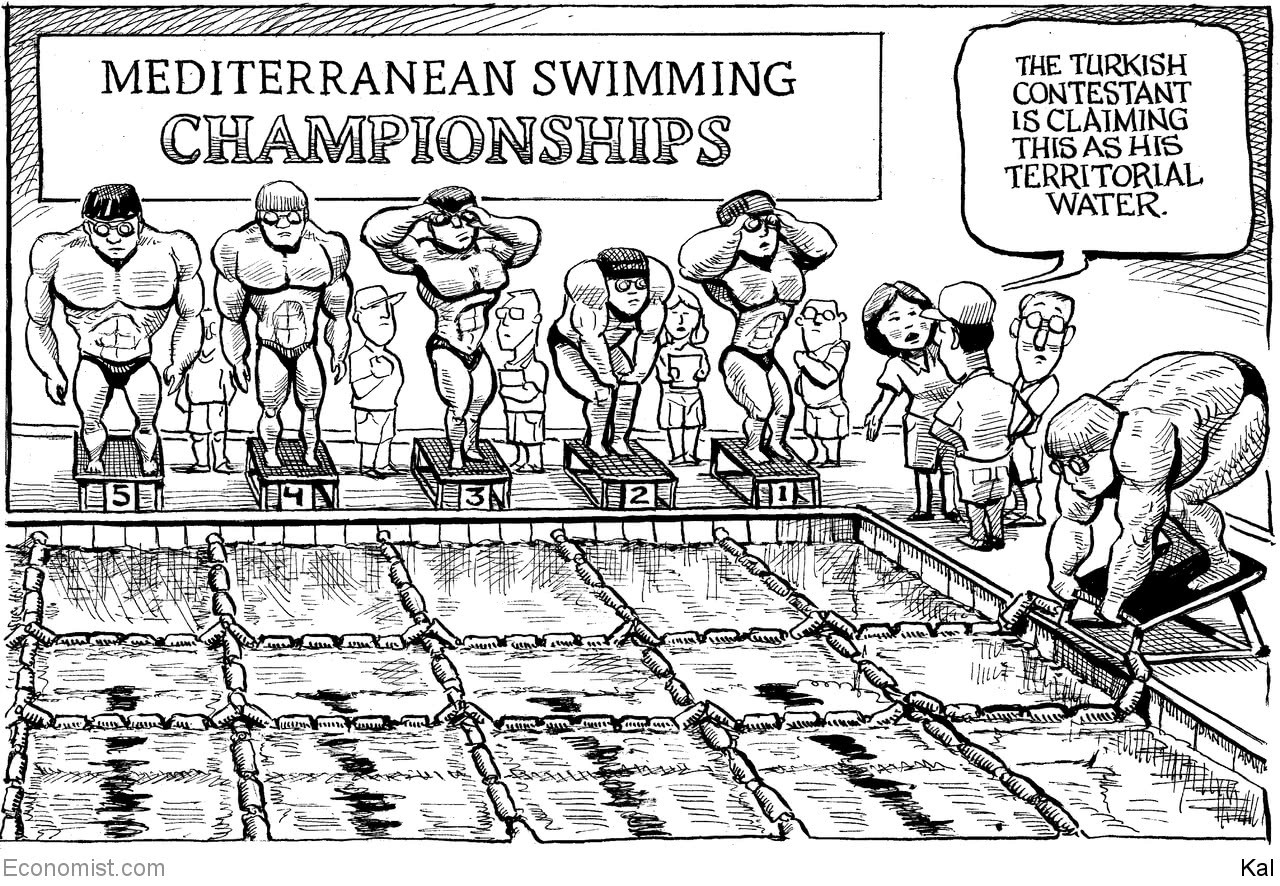 MEDITERRANEAN SWIMMING
CHAMPIONSHIPS
THE TURKISH
CONTESTANT
IS CLAIMING
THIS AS HIS
TERRITORIAL
WATER.
5
4
3
2
1
Economist.com
Kal